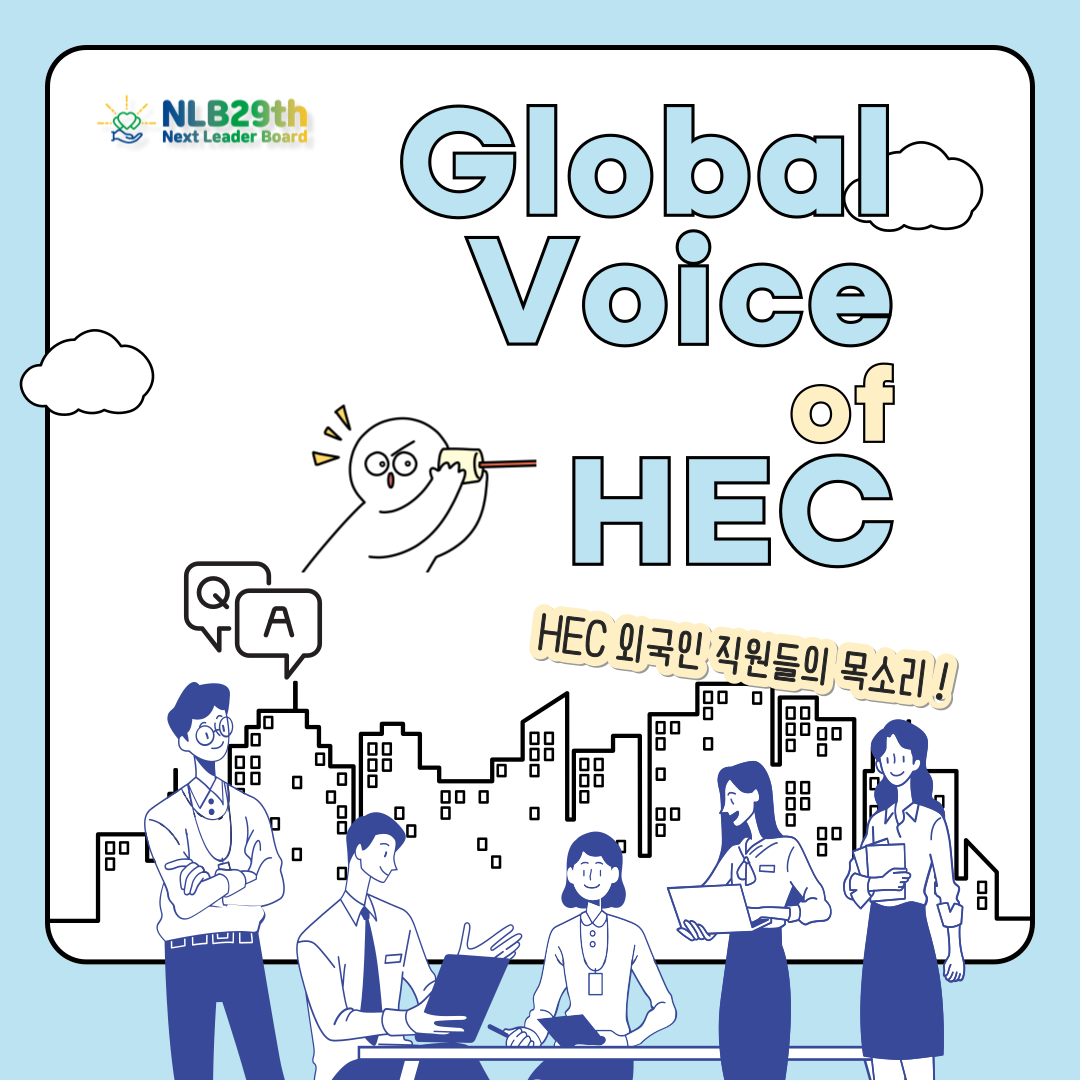 NLB29th
Next Leader Board
Global
Voice
of
HEC
Q
A
HEC 외국인 직원들의 목소리 !